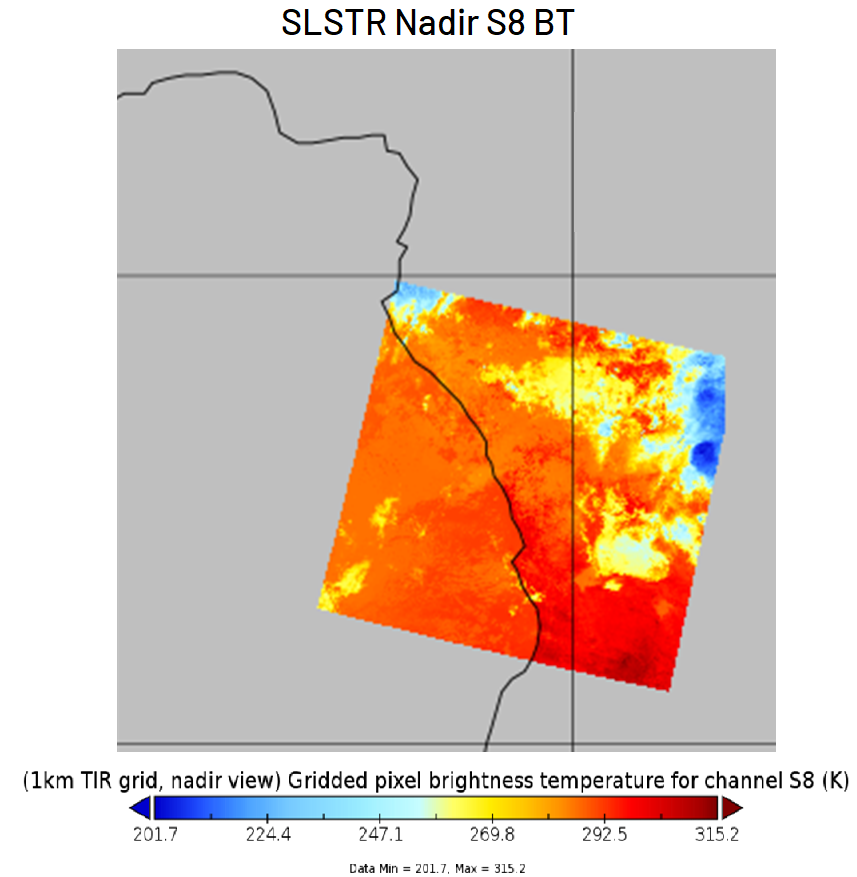 SLSTR Nadir S8 BT
(1km TIR grid, nadir view) Gridded pixel brightness temperature for channel S8 (K)
201.7 224.4 247.1 269.8 292.5 315.2
Data Min = 201.7, Max = 315.2